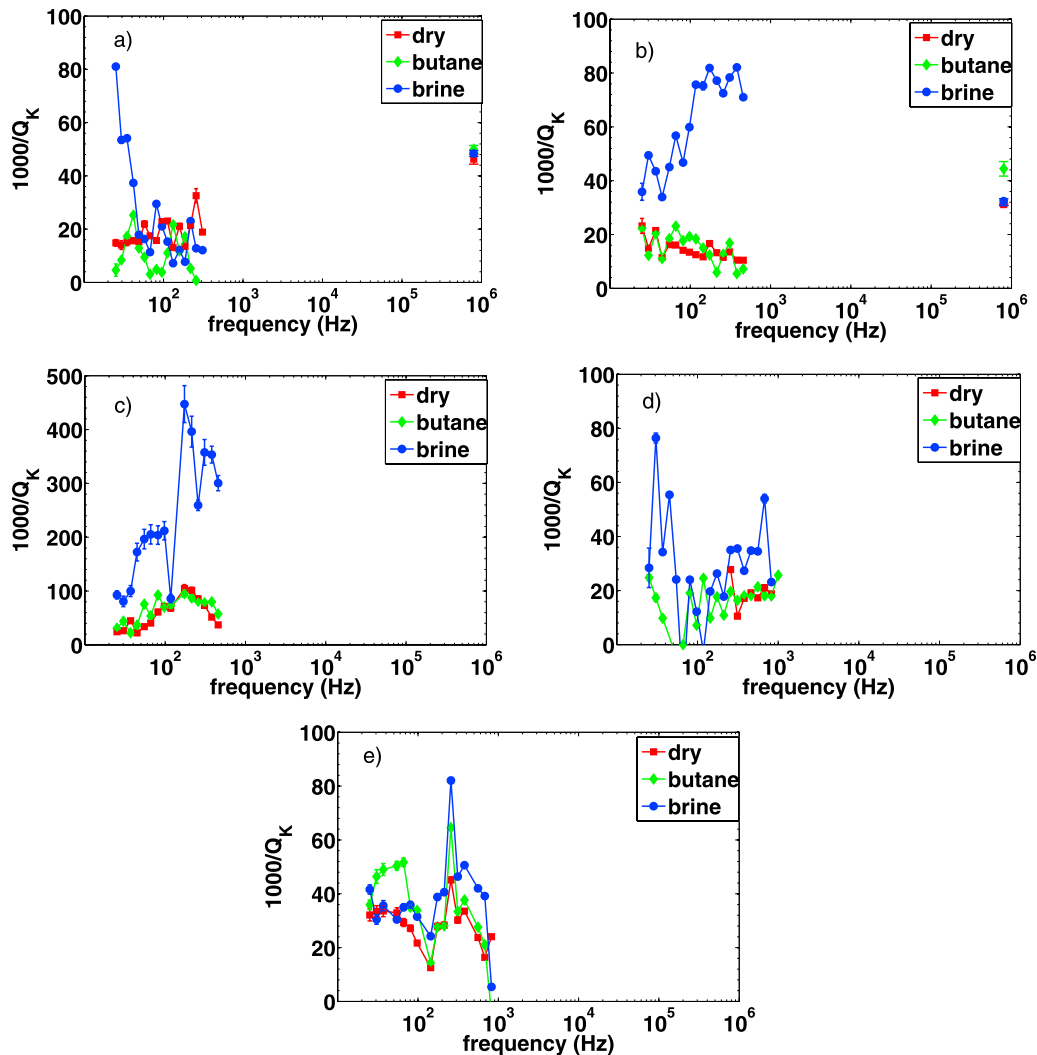 a)
100
80
60
40
20
0
1000/Q_K
10^2 10^3 10^4 10^5 10^6
frequency (Hz)
dry
butane
brine
b)
100
80
60
40
20
0
1000/Q_K
10^2 10^3 10^4 10^5 10^6
frequency (Hz)
dry
butane
brine
c)
500
400
300
200
100
0
1000/Q_K
10^2 10^3 10^4 10^5 10^6
frequency (Hz)
dry
butane
brine
d)
100
80
60
40
20
0
1000/Q_K
10^2 10^3 10^4 10^5 10^6
frequency (Hz)
dry
butane
brine
e)
100
80
60
40
20
0
1000/Q_K
10^2 10^3 10^4 10^5 10^6
frequency (Hz)
dry
butane
brine